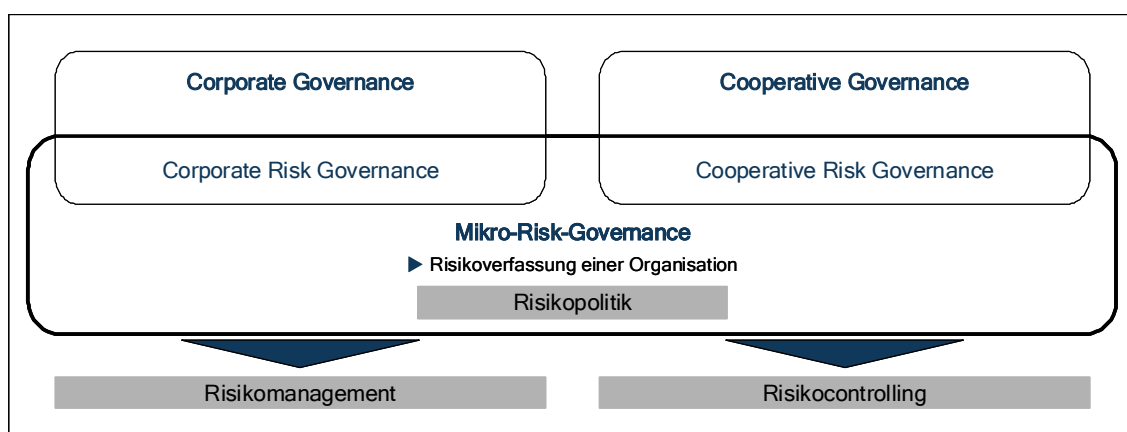 Corporate Governance
Cooperative Governance
Corporate Risk Governance
Cooperative Risk Governance
Mikro-Risk-Governance
Risikoverfassung einer Organisation
Risikopolitik
Risikomanagement
Risikocontrolling